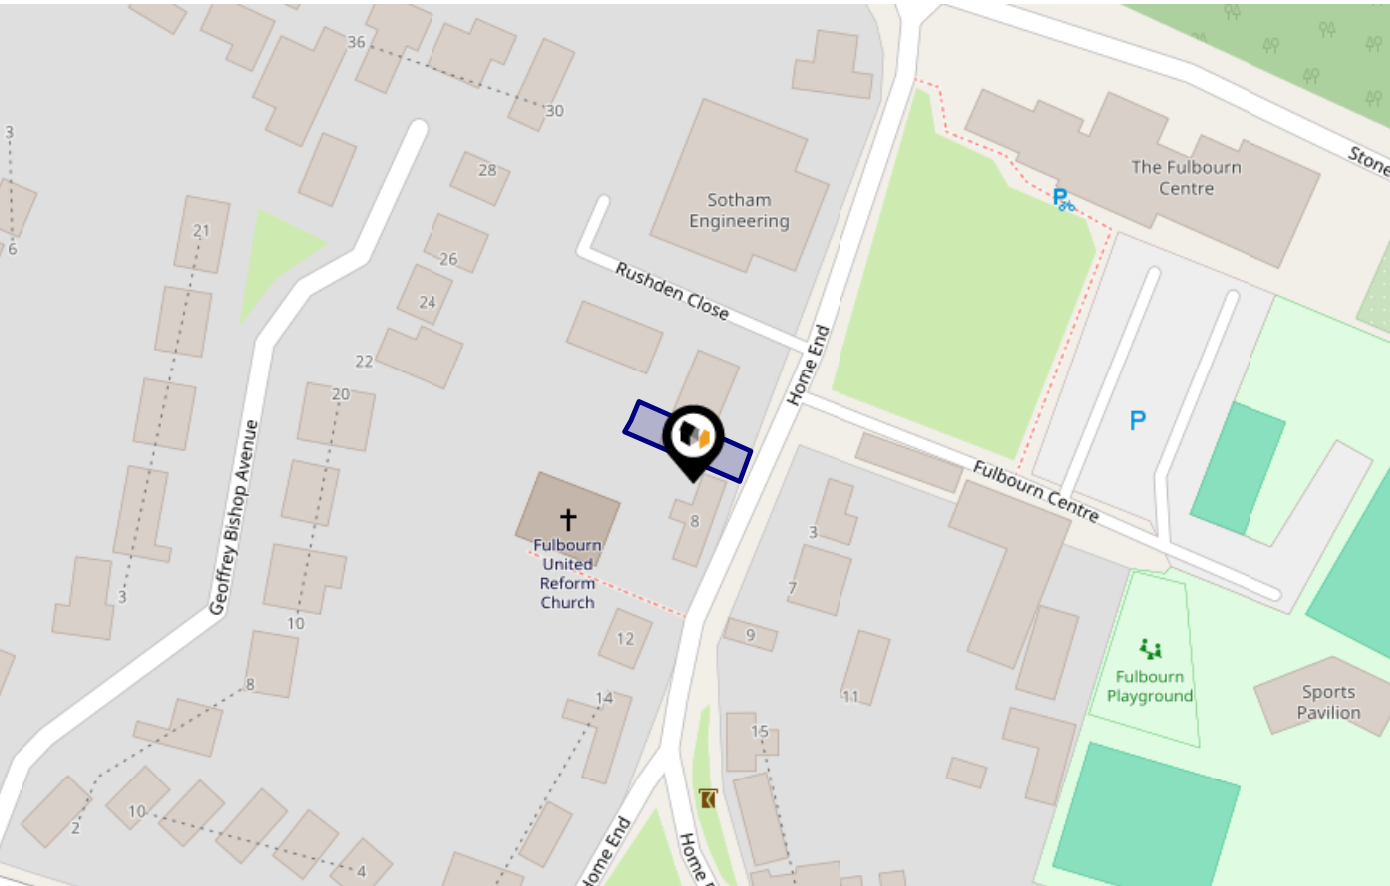 36
30
3
Stone
28
The Fulbourn
Centre
P
Sotham
Engineering
21
6
26
Rushden Close
24
Home End
22
20
P
Geoffrey Bishop Avenue
Fulbourn Centre
8
3
Fulbourn
United
Reform
Church
7
3
10
12
9
Fulbourn
Playground
8
14
11
Sports
Pavilion
15
10
2
4
Home End
Home